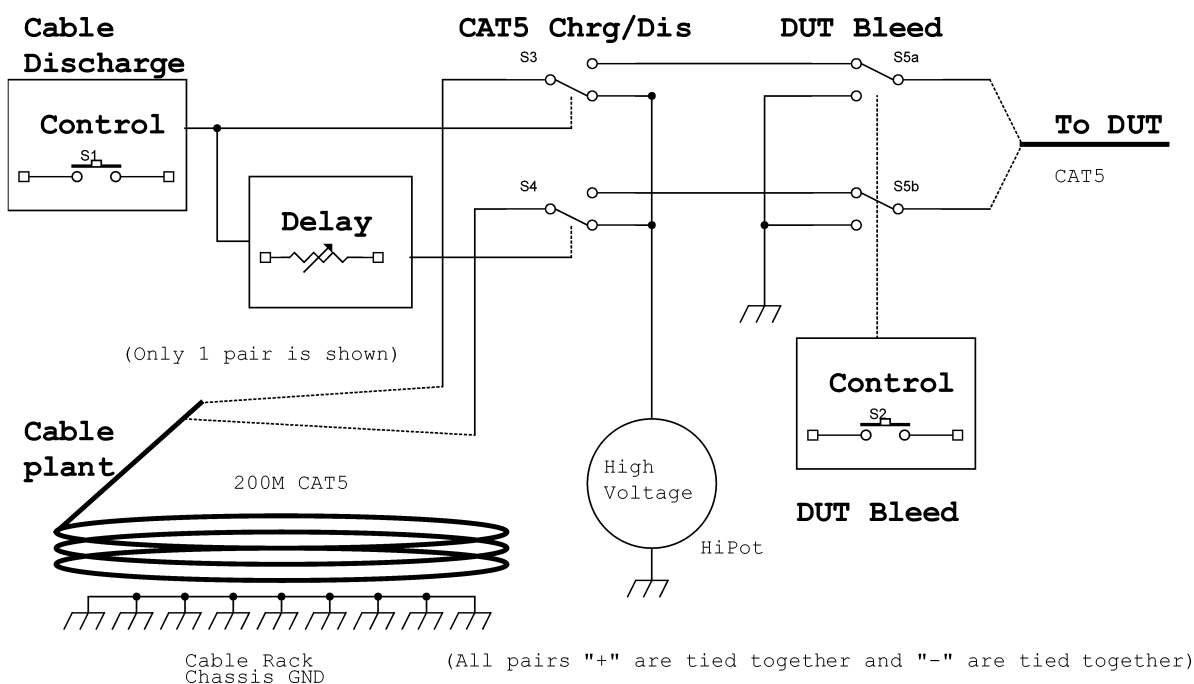 Cable
Discharge
CAT5 Chrg/Dis
DUT Bleed
S3
S5a
Control
S1
To DUT
CAT5
S4
S5b
Delay
(Only 1 pair is shown)
Control
S2
DUT Bleed
Cable
plant
200M CAT5
High
Voltage
HiPot
Cable Rack
Chassis GND
(All pairs "+" are tied together and "-" are tied together)